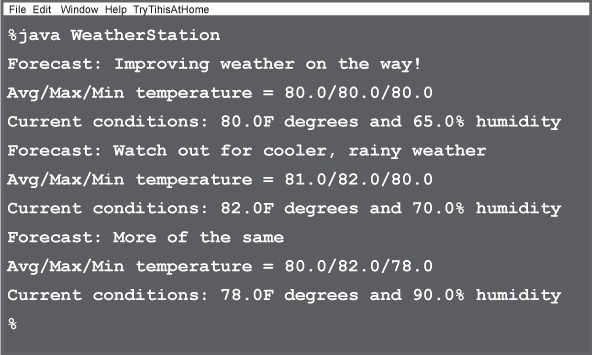 File Edit Window Help TryTihisAtHome
%java WeatherStation
Forecast: Improving weather on the way!
Avg/Max/Min temperature = 80.0/80.0/80.0
Current conditions: 80.0F degrees and 65.0% humidity
Forecast: Watch out for cooler, rainy weather
Avg/Max/Min temperature = 81.0/82.0/80.0
Current conditions: 82.0F degrees and 70.0% humidity
Forecast: More of the same
Avg/Max/Min temperature = 80.0/82.0/78.0
Current conditions: 78.0F degrees and 90.0% humidity
%